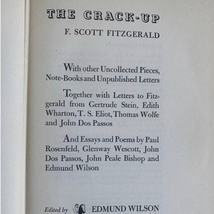 THE CRACK-UP
F. SCOTT FITZGERALD
With other Uncollected Pieces,
Note-Books and Unpublished Letters
Together with Letters to Fitz-
gerald from Gertrude Stein, Edith
Wharton, T. S. Eliot, Thomas Wolfe
and John Dos Passos
And Essays and Poems by Paul
Rosenfeld, Glenway Wescott, John
Dos Passos, John Peale Bishop and
Edmund Wilson
Edited by EDMUND WILSON